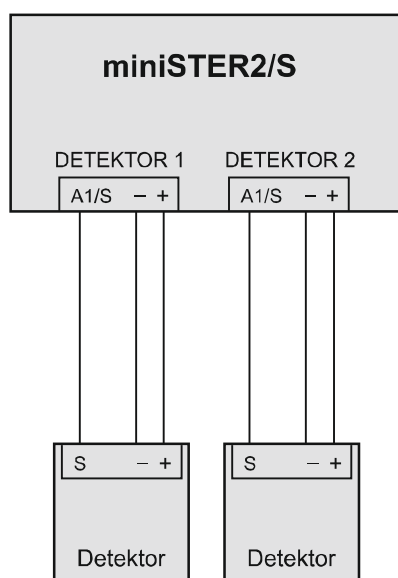 miniSTER2/S
DETEKTOR 1 DETEKTOR 2
A1/S – + A1/S – +
S – + S – +
Detektor Detektor